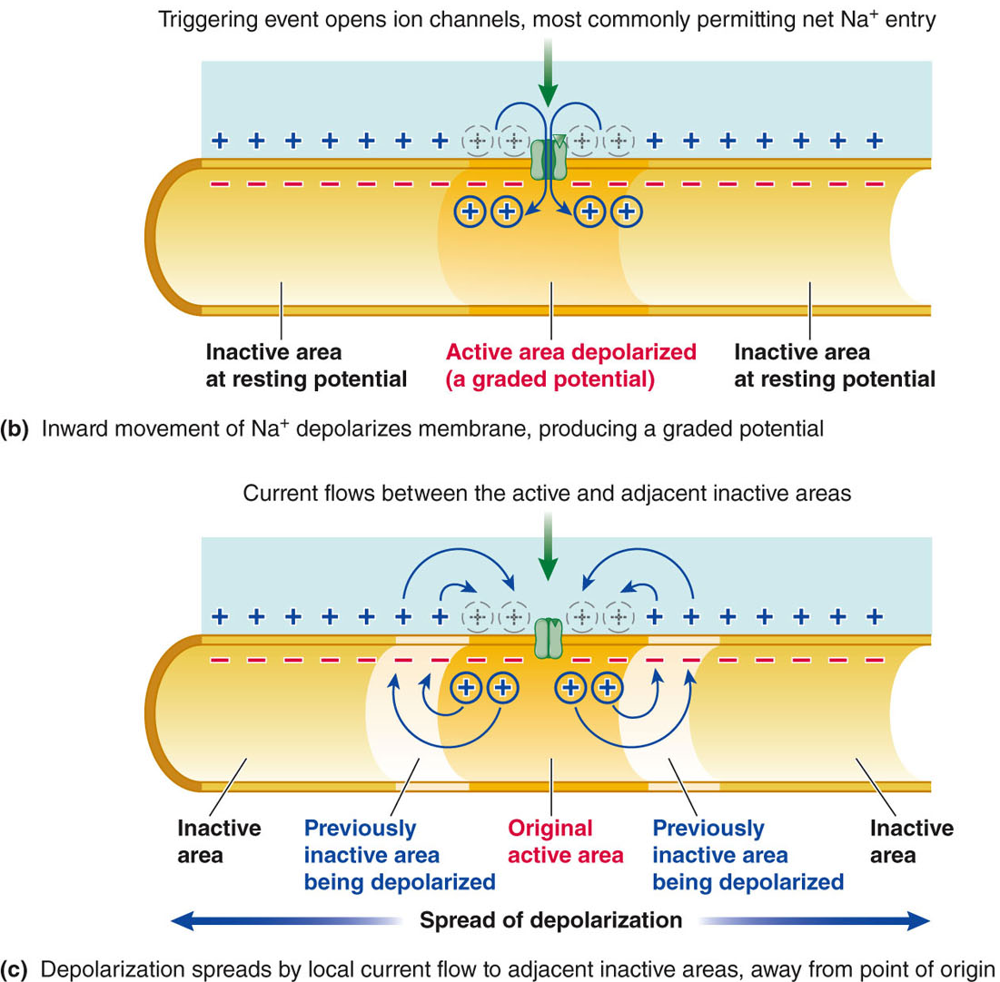 Triggering event opens ion channels, most commonly permitting net Na+ entry
Inactive area
at resting potential
Active area depolarized
(a graded potential)
Inactive area
at resting potential
(b) Inward movement of Na+ depolarizes membrane, producing a graded potential
Current flows between the active and adjacent inactive areas
Inactive
area
Previously
inactive area
being depolarized
Original
active area
Previously
inactive area
being depolarized
Inactive
area
Spread of depolarization
(c) Depolarization spreads by local current flow to adjacent inactive areas, away from point of origin